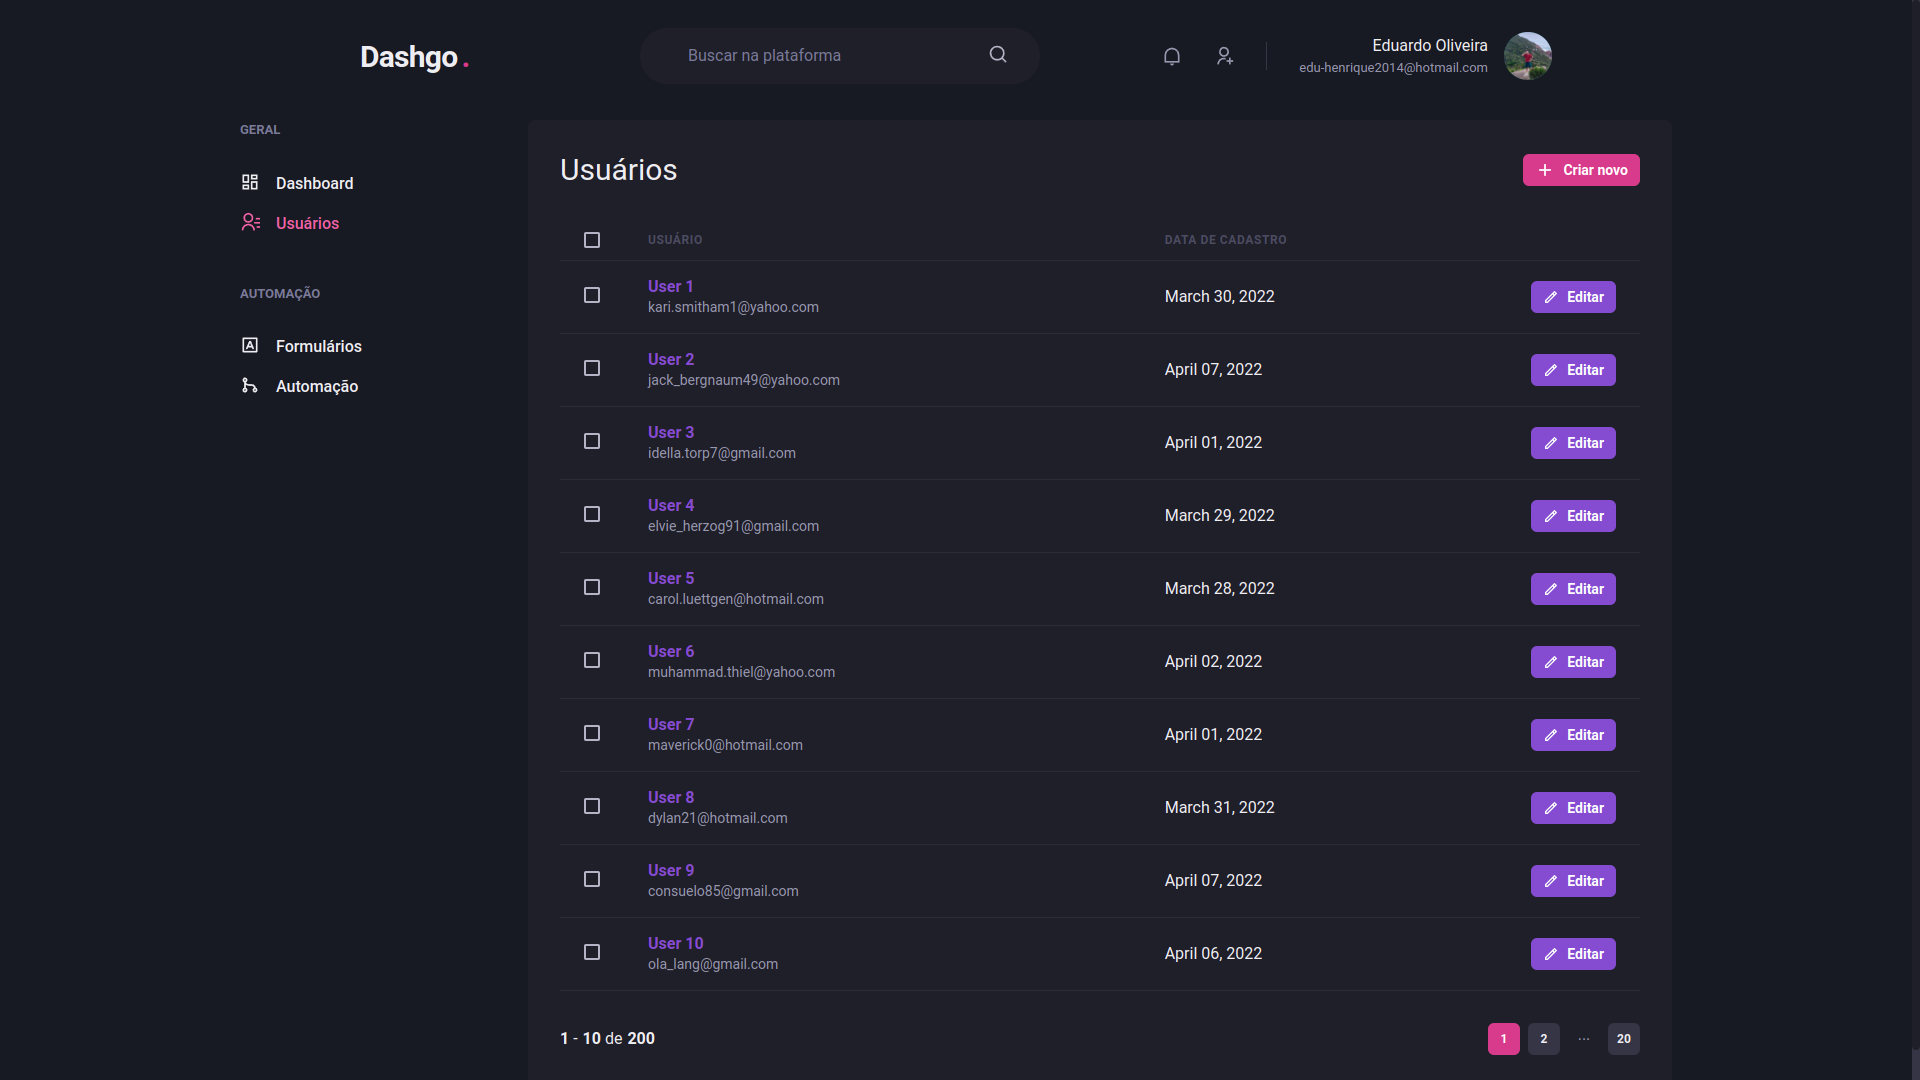 Dashgo.
Buscar na plataforma
Eduardo Oliveira
edu-henrique2014@hotmail.com
GERAL
Dashboard
Usuários
AUTOMAÇÃO
Formulários
Automação
Usuários
Criar novo
USUÁRIO DATA DE CADASTRO
User 1
kari.smitham1@yahoo.com
March 30, 2022
Editar
User 2
jack_bergnaum49@yahoo.com
April 07, 2022
Editar
User 3
idella.torp7@gmail.com
April 01, 2022
Editar
User 4
elvie_herzog91@gmail.com
March 29, 2022
Editar
User 5
carol.luettgen@hotmail.com
March 28, 2022
Editar
User 6
muhammad.thiel@yahoo.com
April 02, 2022
Editar
User 7
maverick0@hotmail.com
April 01, 2022
Editar
User 8
dylan21@hotmail.com
March 31, 2022
Editar
User 9
consuelo85@gmail.com
April 07, 2022
Editar
User 10
ola_lang@gmail.com
April 06, 2022
Editar
1 - 10 de 200
1 2 ... 20